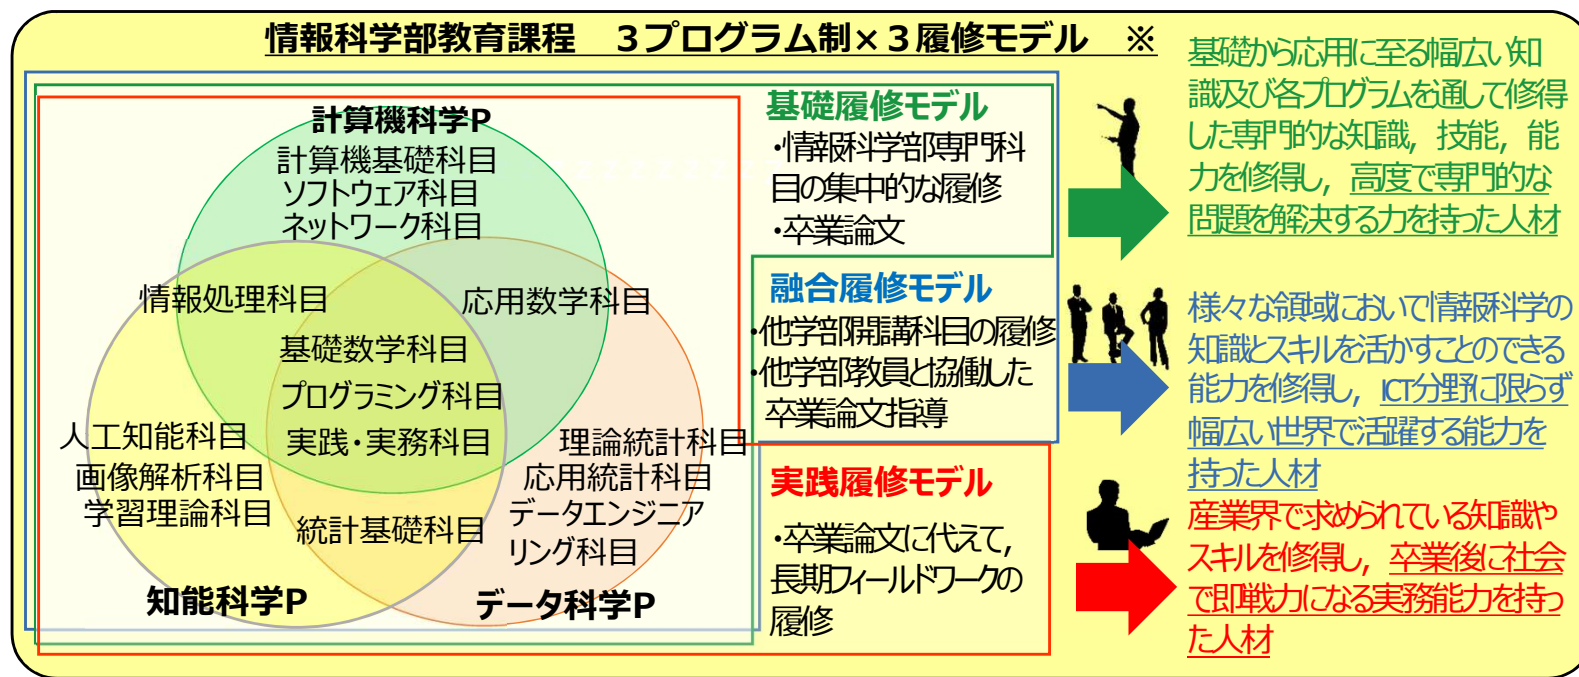 情報科学部教育課程　３プログラム制×３履修モデル　※
計算機科学P
計算機基礎科目
ソフトウェア科目
ネットワーク科目
情報処理科目
応用数学科目
基礎数学科目
プログラミング科目
実践・実務科目
人工知能科目
画像解析科目
学習理論科目
統計基礎科目
理論統計科目
応用統計科目
データエンジニア
リング科目
知能科学P
データ科学P
基礎履修モデル
・情報科学部専門科
目の集中的な履修
・卒業論文
融合履修モデル
・他学部開講科目の履修
・他学部教員と協働した
卒業論文指導
実践履修モデル
・卒業論文に代えて，
長期フィールドワークの
履修
基礎から応用に至る幅広い知
識及び各プログラムを通して修得
した専門的な知識，技能，能
力を修得し，高度で専門的な
問題を解決する力を持った人材
様々な領域において情報科学の
知識とスキルを活かすことのできる
能力を修得し，ICT分野に限らず
幅広い世界で活躍する能力を
持った人材
産業界で求められている知識や
スキルを修得し，卒業後に社会
で即戦力になる実務能力を持っ
た人材